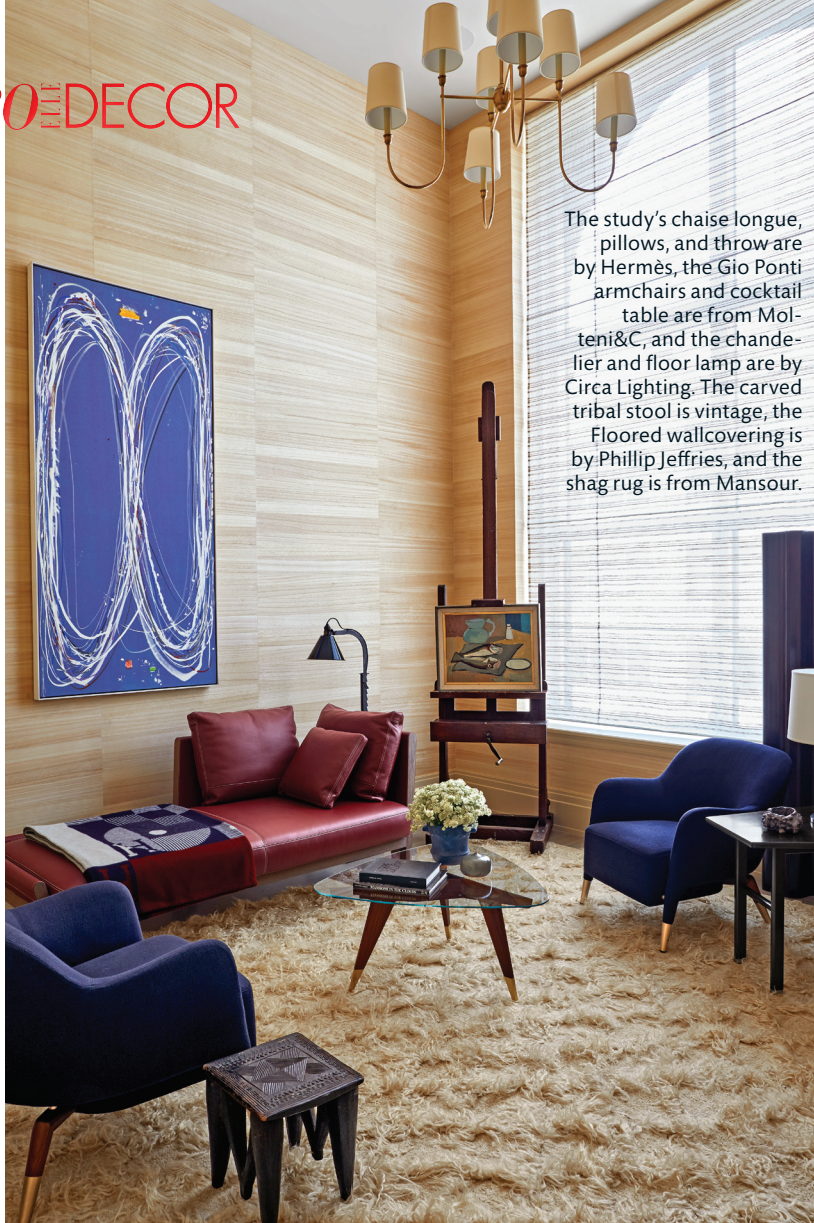 ELLE DECOR
The study's chaise longue,
pillows, and throw are
by Hermès, the Gio Ponti
armchairs and cocktail
table are from Mol-
teni&C, and the chande-
lier and floor lamp are by
Circa Lighting. The carved
tribal stool is vintage, the
Floored wallcovering is
by Phillip Jeffries, and the
shag rug is from Mansour.